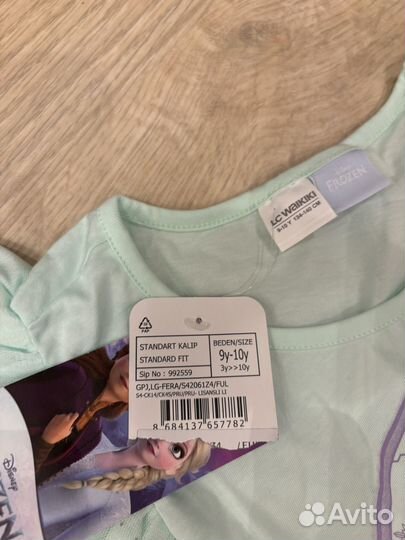 LC WAIKIKI
9-10 Y 134-140 CM
Disney
FROZEN
PAP
STANDART KALIP
STANDARD FIT
Sip No : 992559
BEDEN/SIZE
9y-10y
3y>>10y
GPJ,LG-FERA/S42061Z4/FUL
S4-CK14/CK45/PRU/PRU- LISANSLI LI
8 684137 657782
Disney
Avito